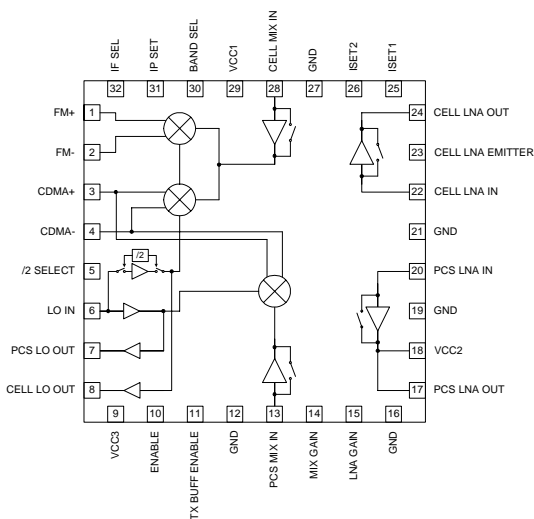 IF SEL
IP SET
BAND SEL
VCC1
CELL MIX IN
GND
ISET2
ISET1
32
31
30
29
28
27
26
25
FM+ 1
FM- 2
CDMA+ 3
CDMA- 4
/2 SELECT 5
LO IN 6
PCS LO OUT 7
CELL LO OUT 8
/2
24 CELL LNA OUT
23 CELL LNA EMITTER
22 CELL LNA IN
21 GND
20 PCS LNA IN
19 GND
18 VCC2
17 PCS LNA OUT
9
10
11
12
13
14
15
16
VCC3
ENABLE
TX BUFF ENABLE
GND
PCS MIX IN
MIX GAIN
LNA GAIN
GND